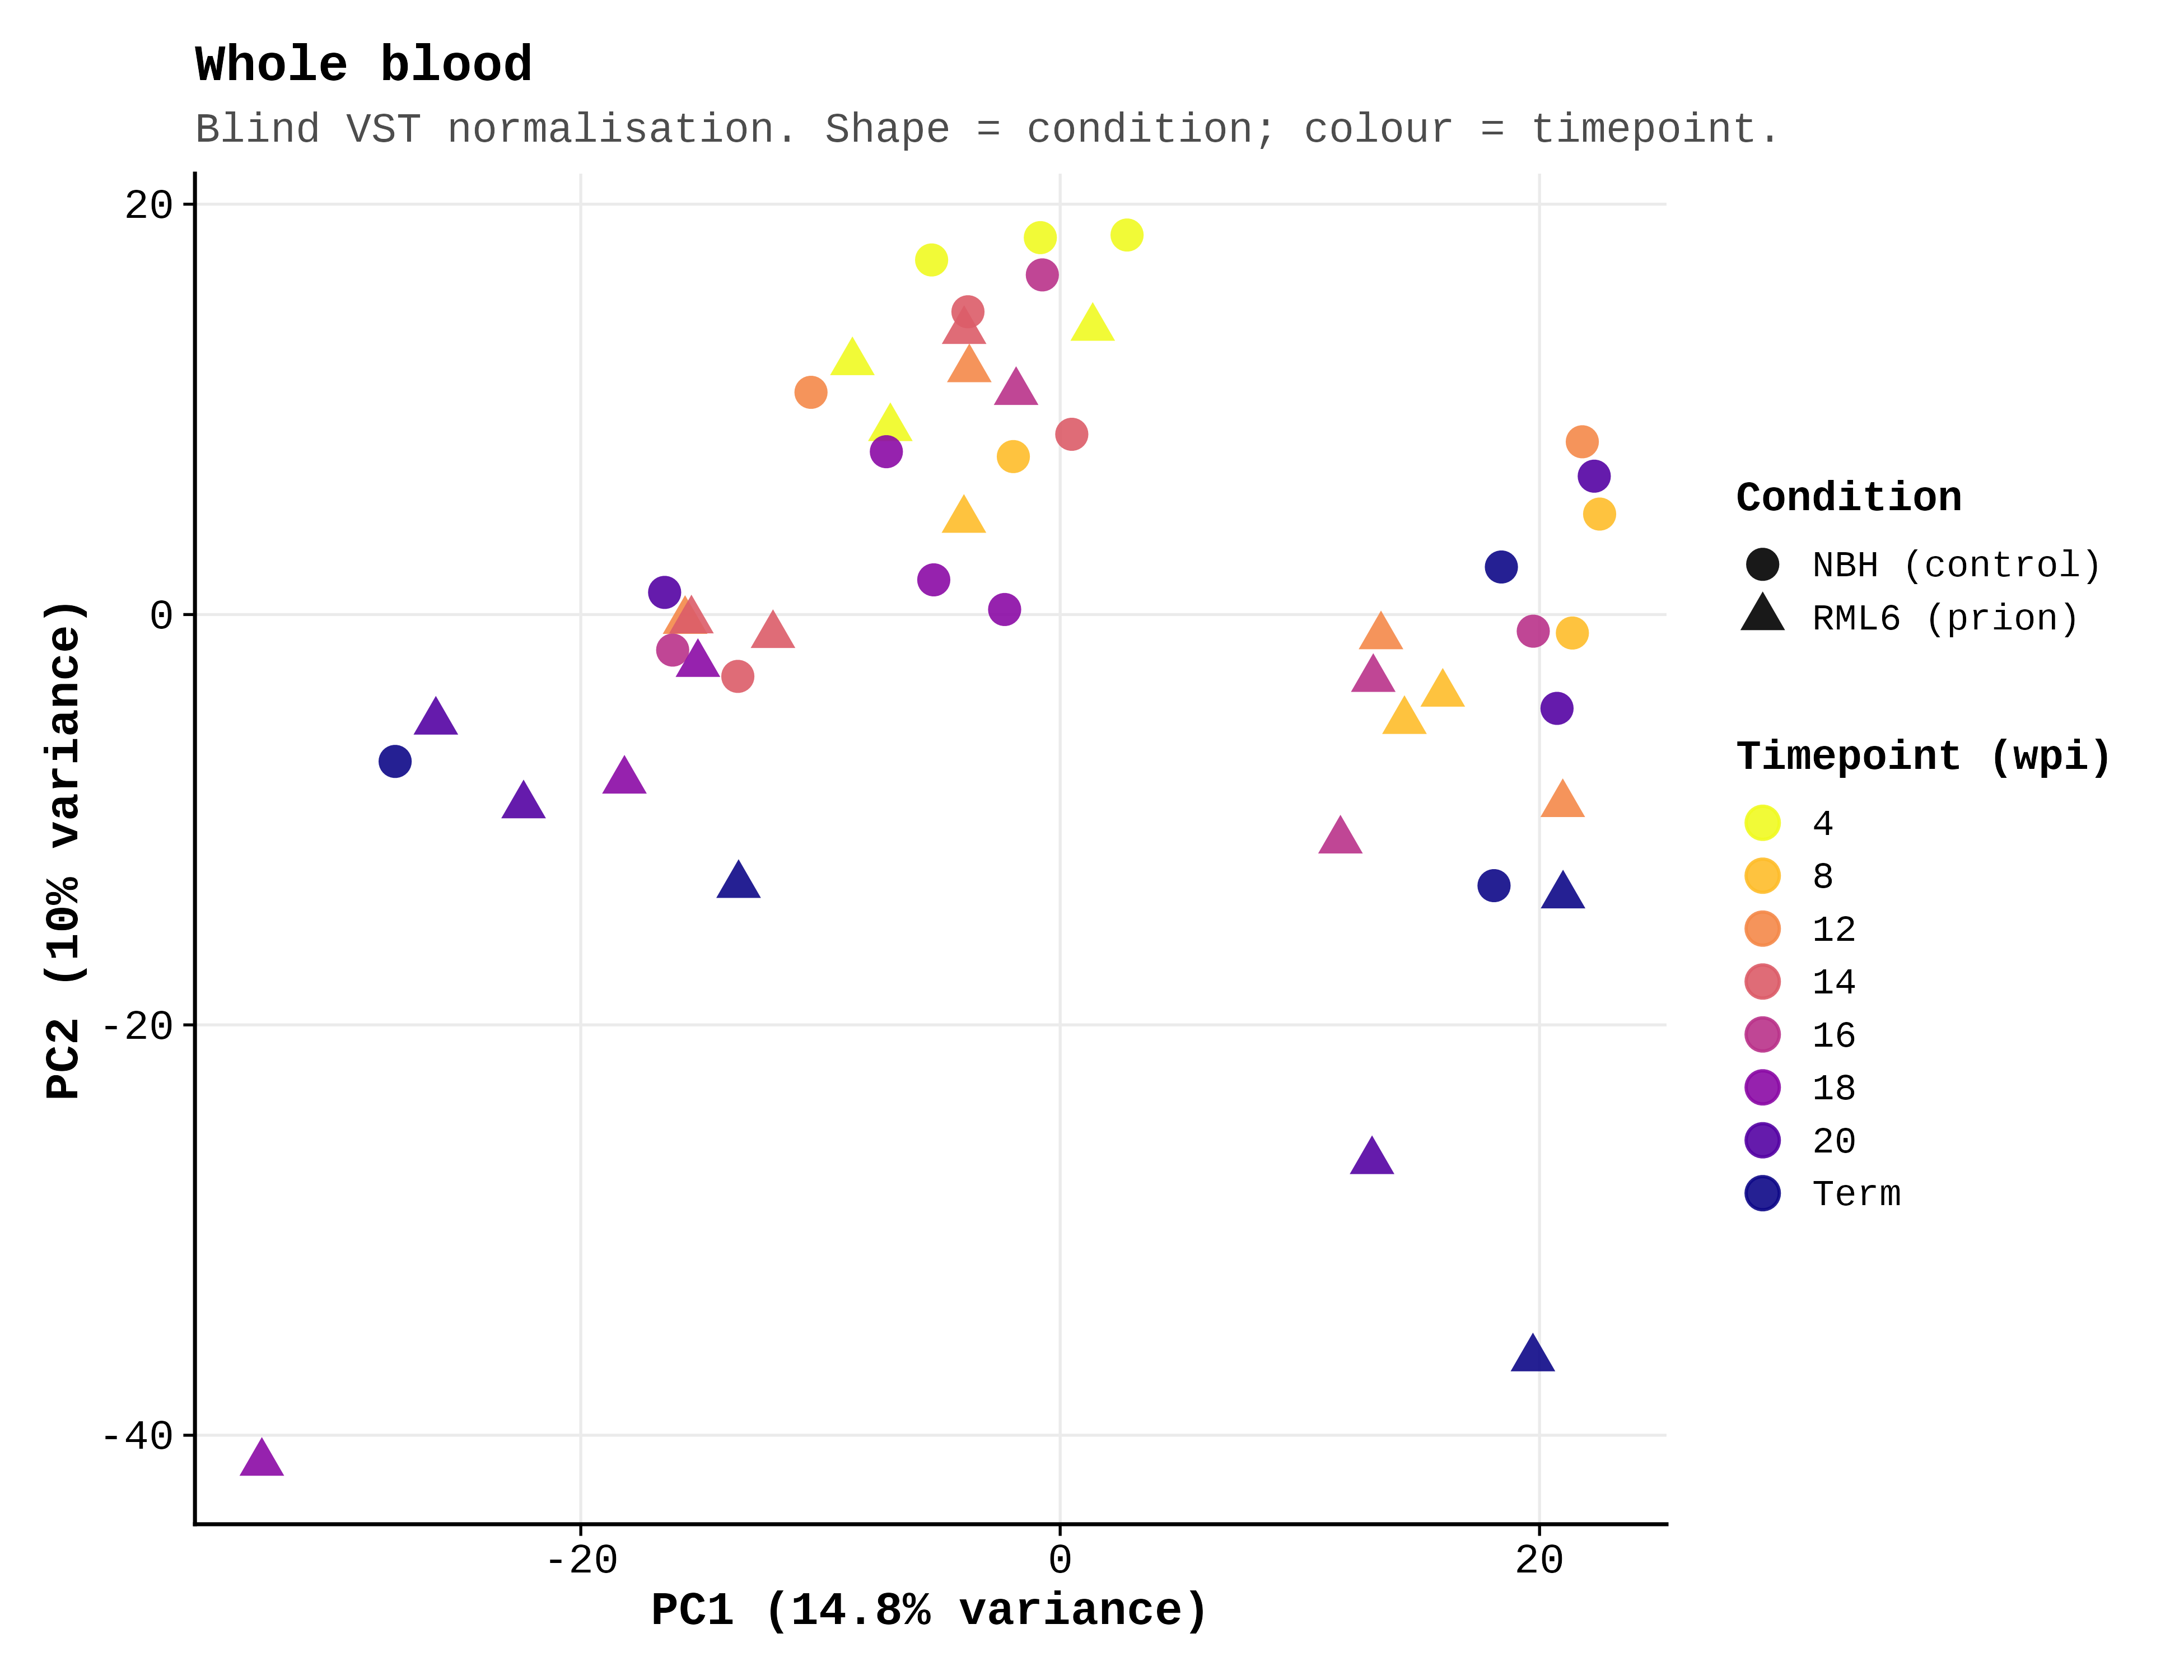 Whole blood
Blind VST normalisation. Shape = condition; colour = timepoint.
20
0
-20
-40
PC2 (10% variance)
-20
0
20
PC1 (14.8% variance)
Condition
NBH (control)
RML6 (prion)
Timepoint (wpi)
4
8
12
14
16
18
20
Term